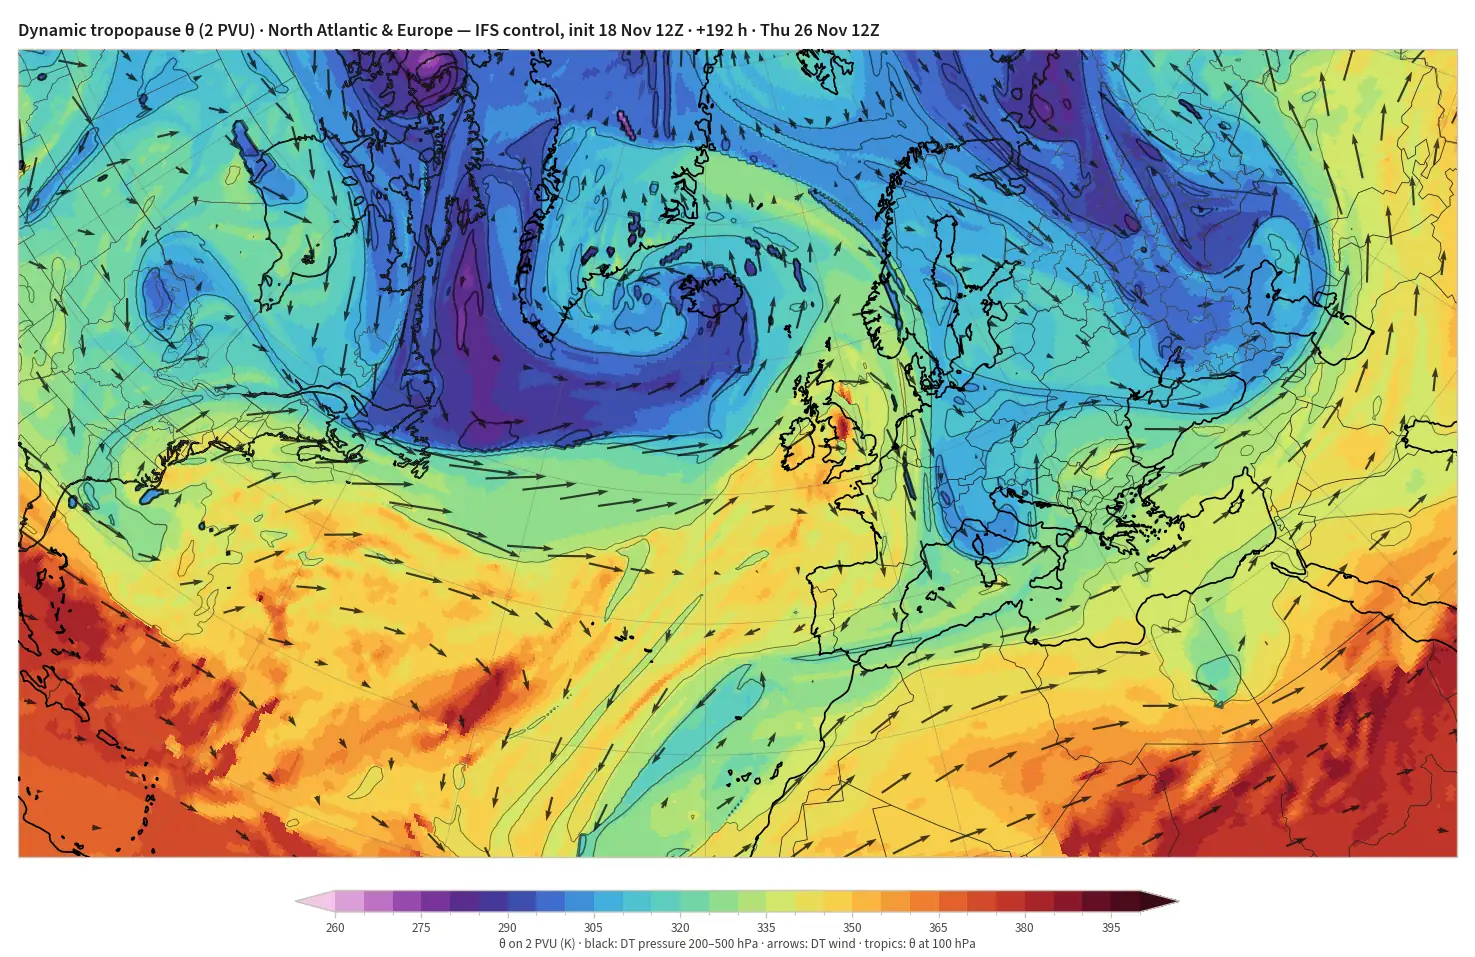 Dynamic tropopause θ (2 PVU) · North Atlantic & Europe — IFS control, init 18 Nov 12Z · +192 h · Thu 26 Nov 12Z
260 275 290 305 320 335 350 365 380 395
θ on 2 PVU (K) · black: DT pressure 200–500 hPa · arrows: DT wind · tropics: θ at 100 hPa